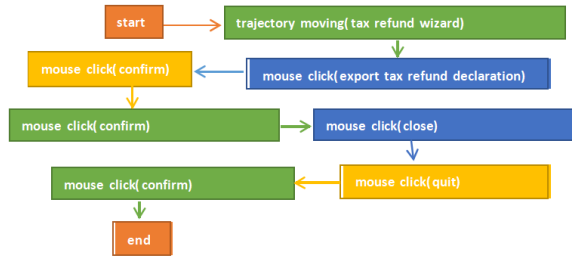 start
trajectory moving(tax refund wizard)
mouse click(export tax refund declaration)
mouse click(confirm)
mouse click(confirm)
mouse click(close)
mouse click(quit)
mouse click(confirm)
end